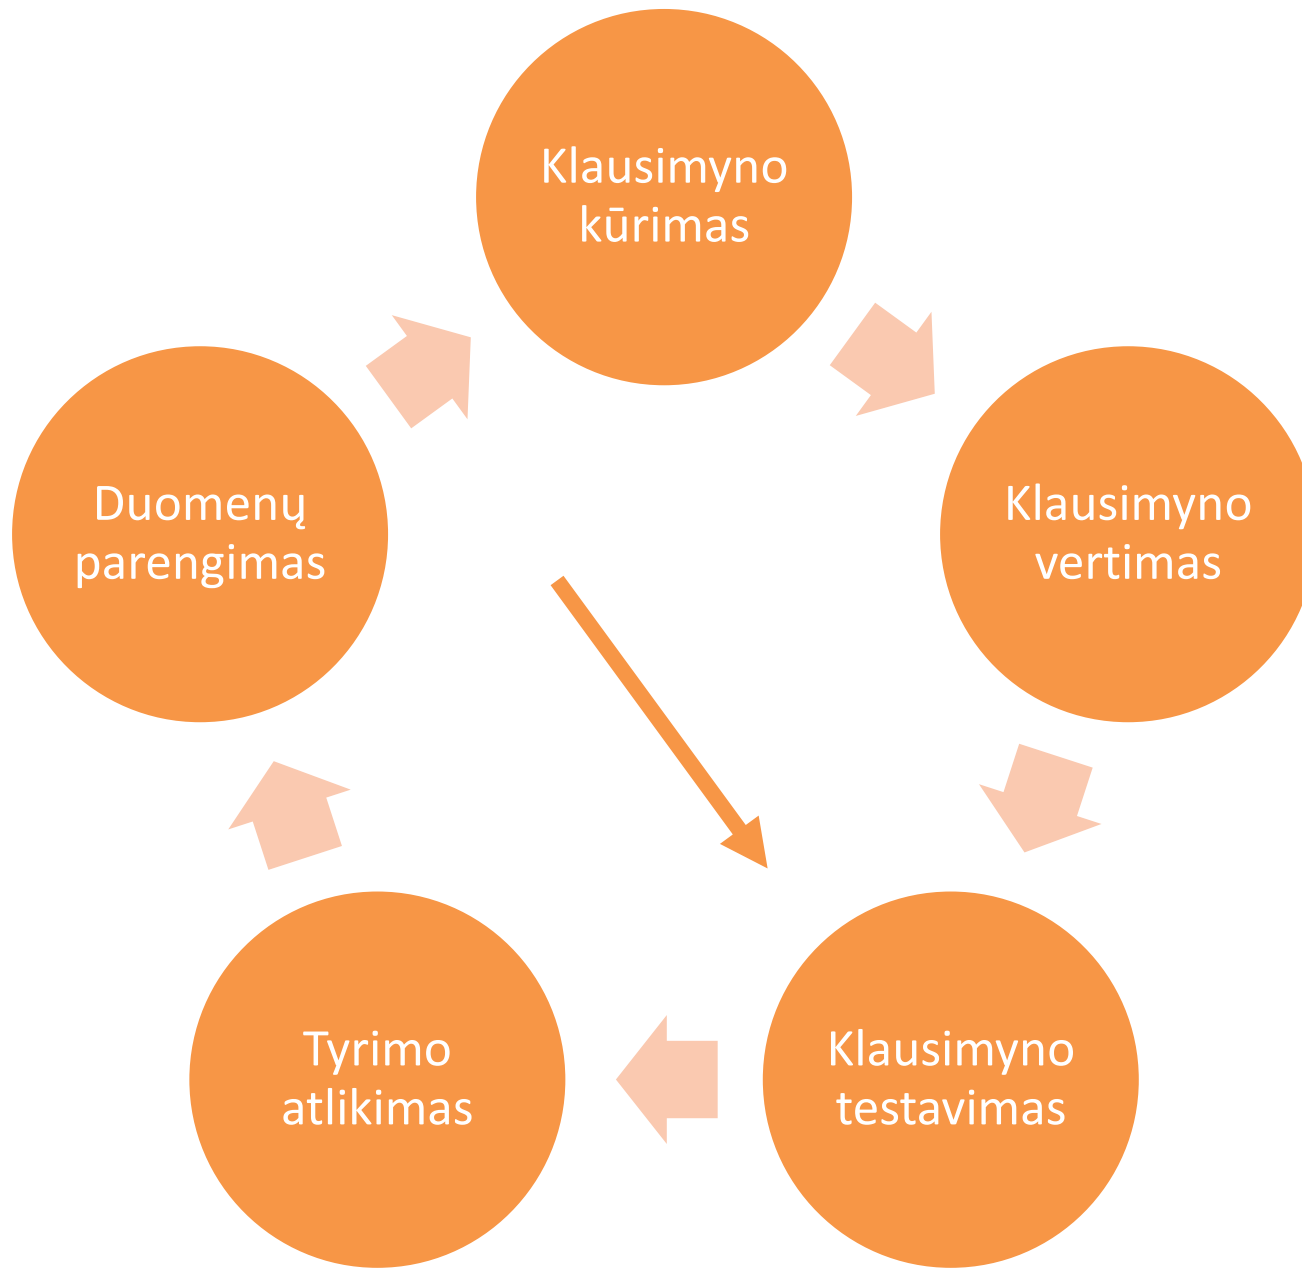 Klausimyno
kūrimas
Klausimyno
vertimas
Klausimyno
testavimas
Tyrimo
atlikimas
Duomenų
parengimas